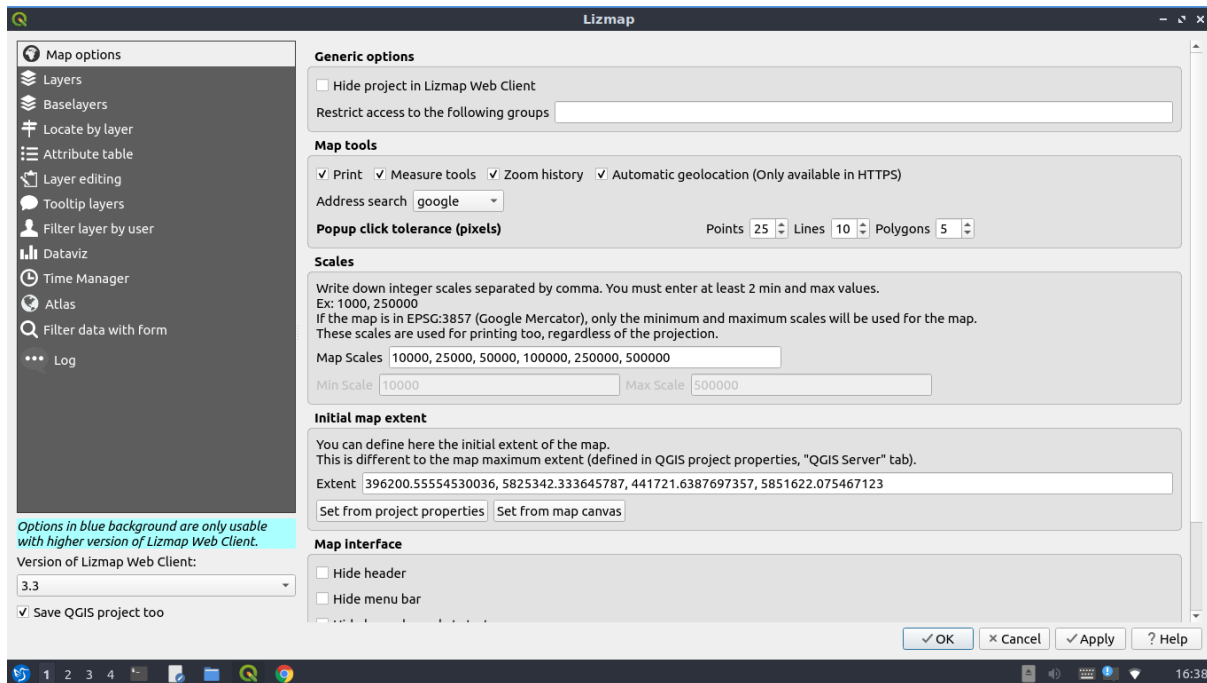 Lizmap
Map options
Layers
Baselayers
Locate by layer
Attribute table
Layer editing
Tooltip layers
Filter layer by user
Dataviz
Time Manager
Atlas
Filter data with form
Log
Options in blue background are only usable
with higher version of Lizmap Web Client.
Version of Lizmap Web Client:
3.3
Save QGIS project too
Generic options
Hide project in Lizmap Web Client
Restrict access to the following groups
Map tools
Print Measure tools Zoom history Automatic geolocation (Only available in HTTPS)
Address search google
Popup click tolerance (pixels) Points 25 Lines 10 Polygons 5
Scales
Write down integer scales separated by comma. You must enter at least 2 min and max values.
Ex: 1000, 250000
If the map is in EPSG:3857 (Google Mercator), only the minimum and maximum scales will be used for the map.
These scales are used for printing too, regardless of the projection.
Map Scales 10000, 25000, 50000, 100000, 250000, 500000
Min Scale 10000 Max Scale 500000
Initial map extent
You can define here the initial extent of the map.
This is different to the map maximum extent (defined in QGIS project properties, "QGIS Server" tab).
Extent 396200.55554530036, 5825342.333645787, 441721.6387697357, 5851622.075467123
Set from project properties Set from map canvas
Map interface
Hide header
Hide menu bar
OK Cancel Apply ? Help
1 2 3 4 16:38